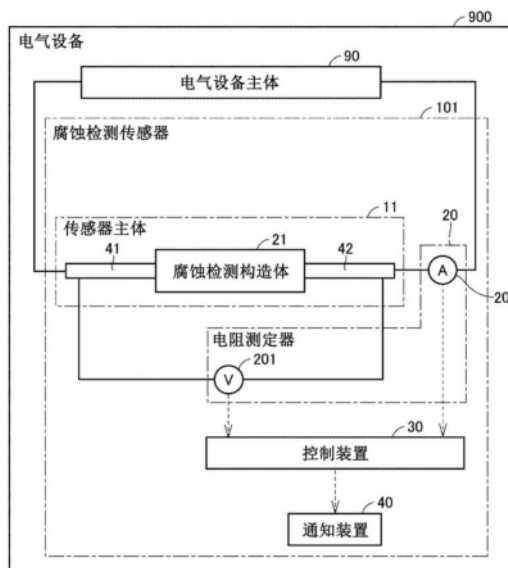 900
电气设备
90
电气设备主体
101
腐蚀检测传感器
11
传感器主体
20
41
21
42
腐蚀检测构造体
A
20
电阻测定器
201
V
30
控制装置
40
通知装置